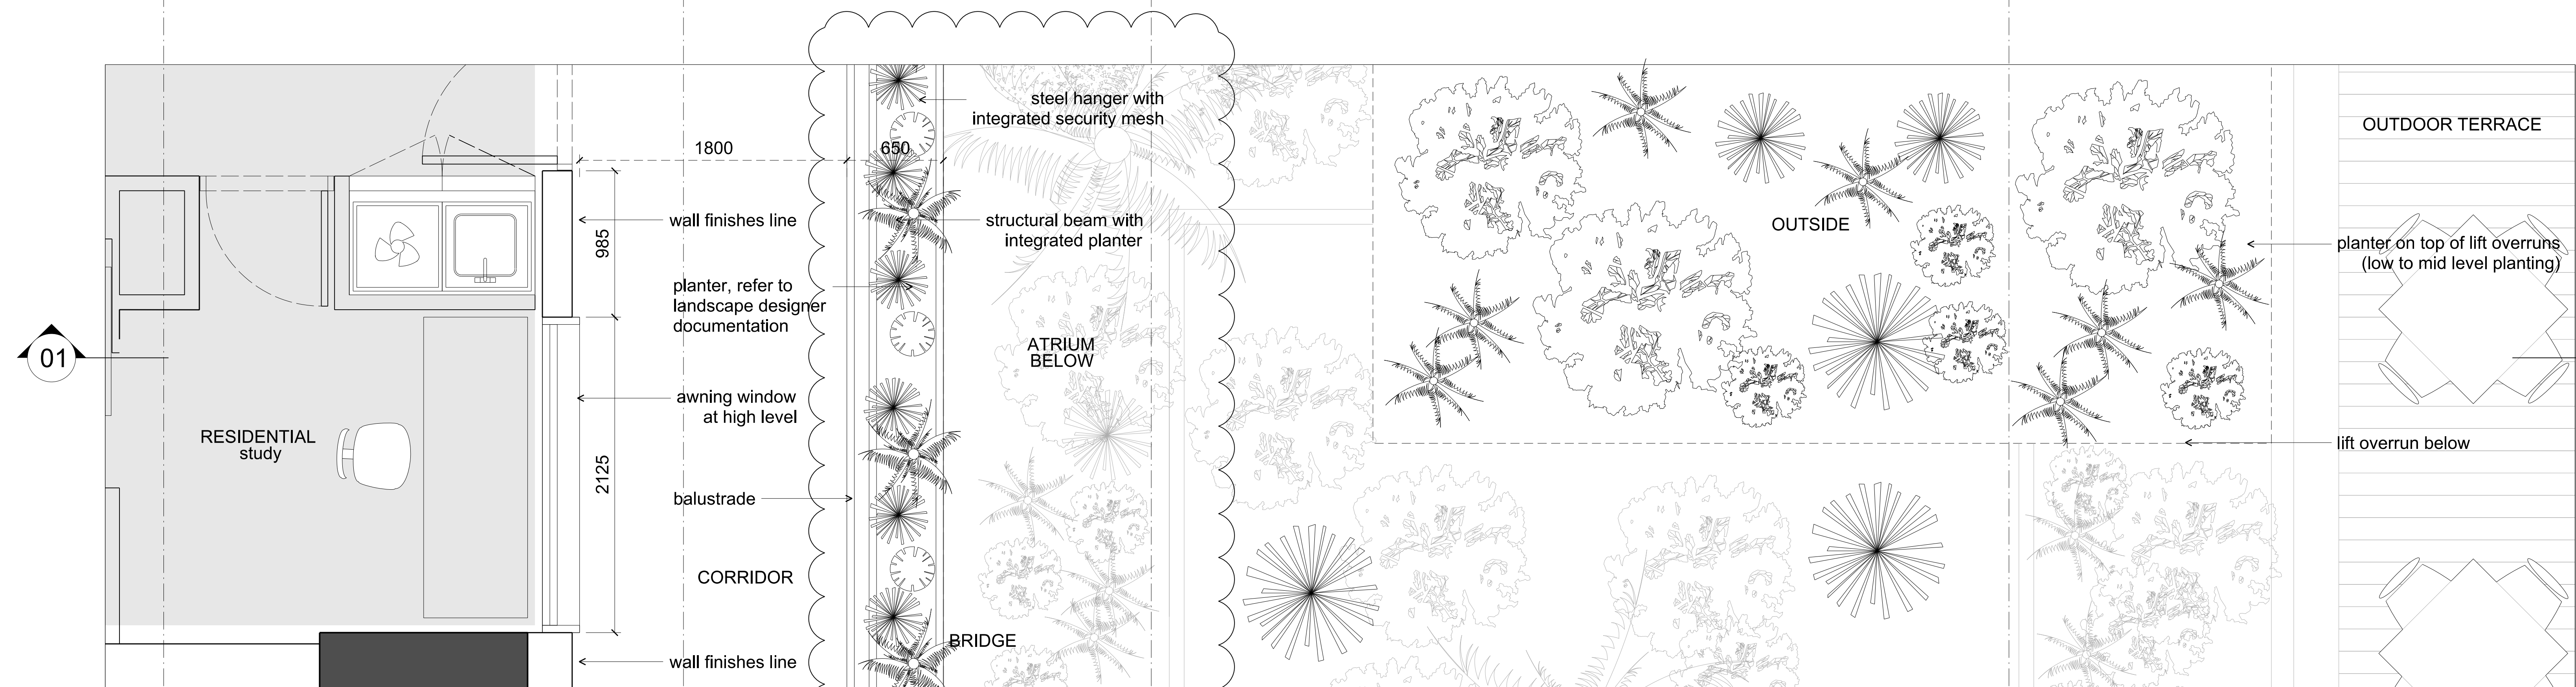 steel hanger with
integrated security mesh
OUTDOOR TERRACE
1800
650
wall finishes line
985
structural beam with
integrated planter
OUTSIDE
planter on top of lift overruns
(low to mid level planting)
planter, refer to
landscape designer
documentation
01
ATRIUM
BELOW
awning window
at high level
RESIDENTIAL
study
lift overrun below
2125
balustrade
CORRIDOR
BRIDGE
wall finishes line